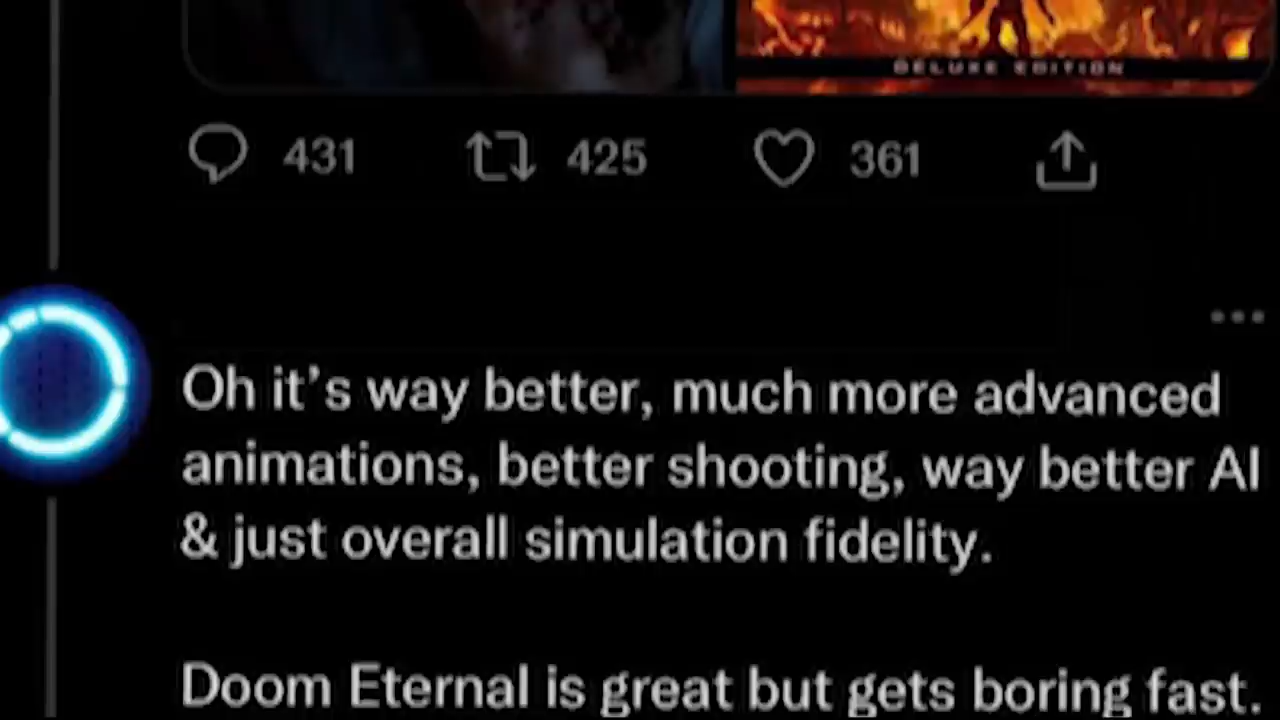 DELUXE EDITION
431 425 361
Oh it’s way better, much more advanced
animations, better shooting, way better AI
& just overall simulation fidelity.
Doom Eternal is great but gets boring fast.